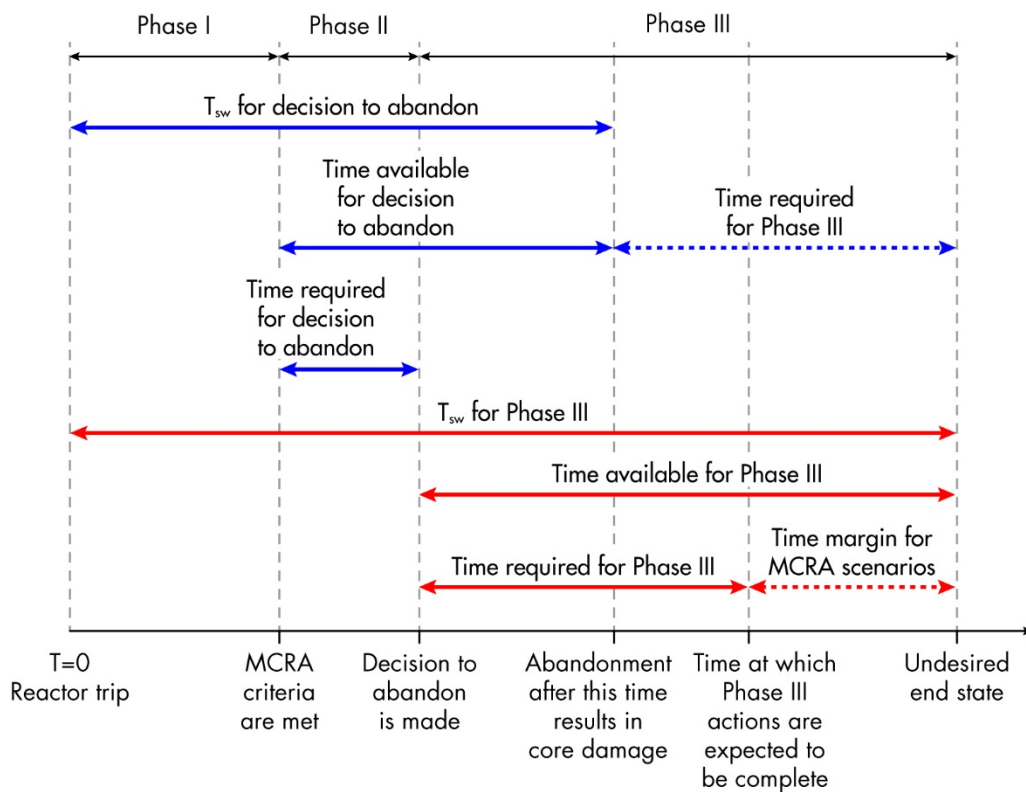 Phase I
Phase II
Phase III
Tsw for decision to abandon
Time available
for decision
to abandon
Time required
for Phase III
Time required
for decision
to abandon
Tsw for Phase III
Time available for Phase III
Time required for Phase III
Time margin for
MCRA scenarios
T=0
Reactor trip
MCRA
criteria
are met
Decision to
abandon
is made
Abandonment
after this time
results in
core damage
Time at which
Phase III
actions are
expected to
be complete
Undesired
end state